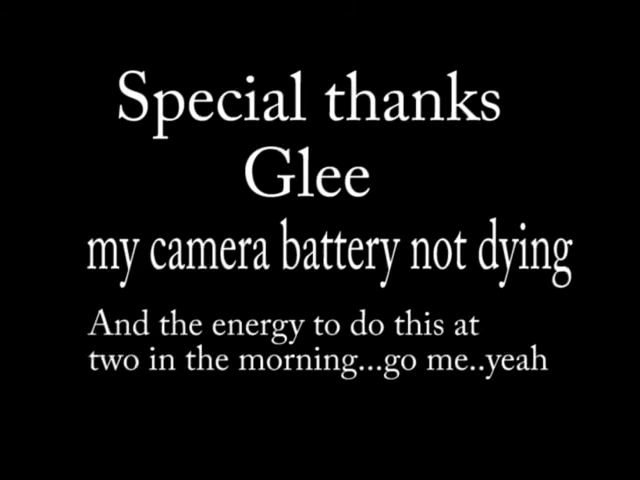 Special thanks
Glee
my camera battery not dying
And the energy to do this at
two in the morning...go me..yeah